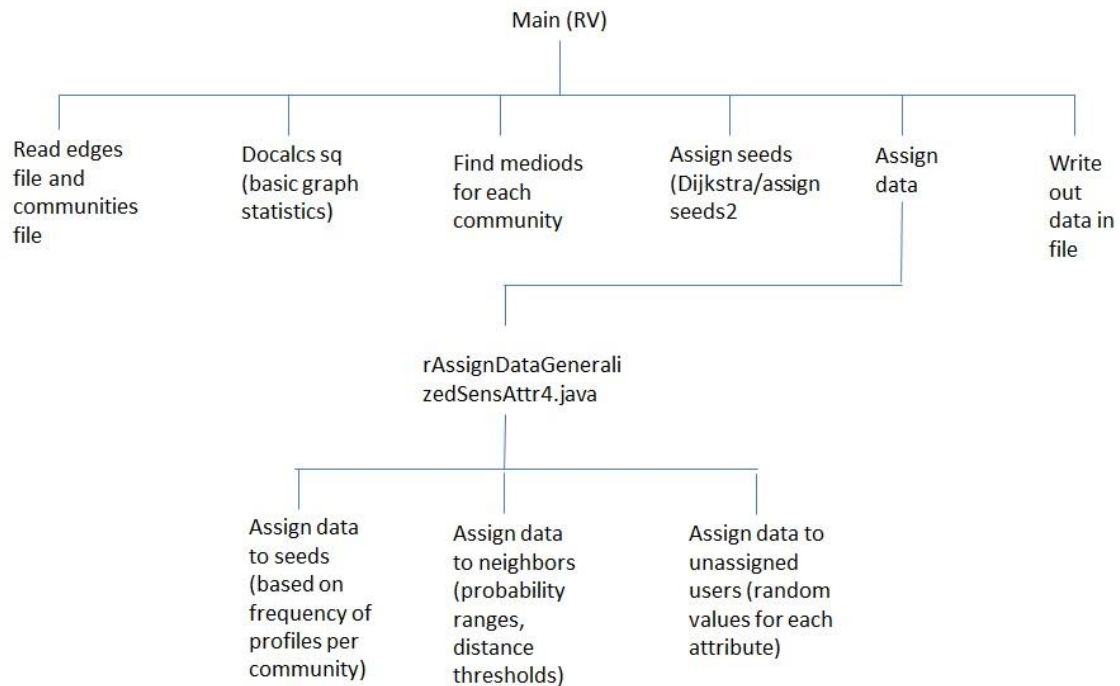 Main (RV)
Read edges
file and
communities
file
Docalcs sq
(basic graph
statistics)
Find mediods
for each
community
Assign seeds
(Dijkstra/assign
seeds2
Assign
data
Write
out
data in
file
rAssignDataGenerali
zedSensAttr4.java
Assign data
to seeds
(based on
frequency of
profiles per
community)
Assign data
to neighbors
(probability
ranges,
distance
thresholds)
Assign data to
unassigned
users (random
values for each
attribute)